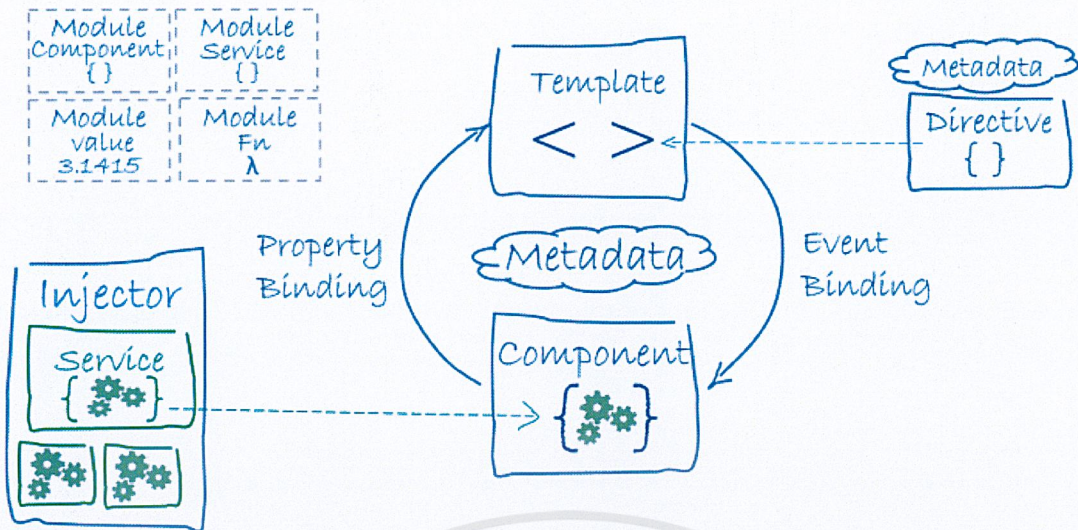 Module
Component
{ }
Module
Service
{ }
Module
value
3.1415
Module
Fn
λ
Template
< >
Metadata
Directive
{ }
Property
Binding
Metadata
Event
Binding
Injector
Service
{ }
Component
{ }